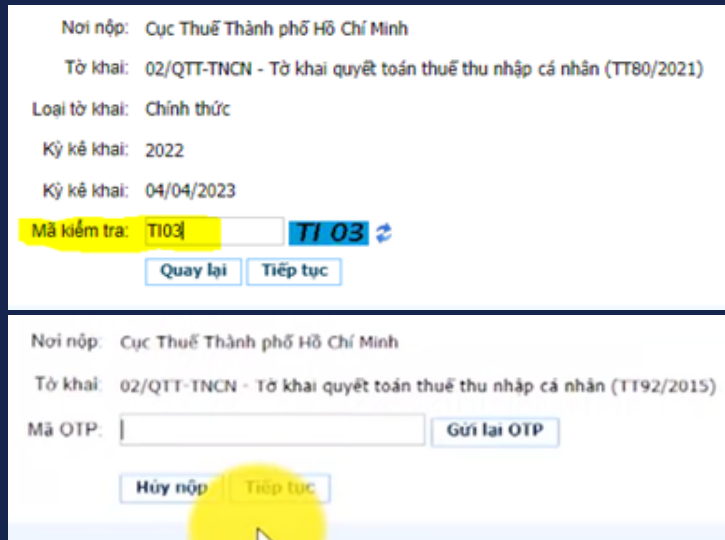 Nơi nộp: Cục Thuế Thành phố Hồ Chí Minh
Tờ khai: 02/QTT-TNCN - Tờ khai quyết toán thuế thu nhập cá nhân (TT80/2021)
Loại tờ khai: Chính thức
Kỳ kê khai: 2022
Kỳ kê khai: 04/04/2023
Mã kiểm tra: TI03 TI 03
Quay lại Tiếp tục
Nơi nộp: Cục Thuế Thành phố Hồ Chí Minh
Tờ khai: 02/QTT-TNCN - Tờ khai quyết toán thuế thu nhập cá nhân (TT92/2015)
Mã OTP: Gửi lại OTP
Hủy nộp Tiếp tục